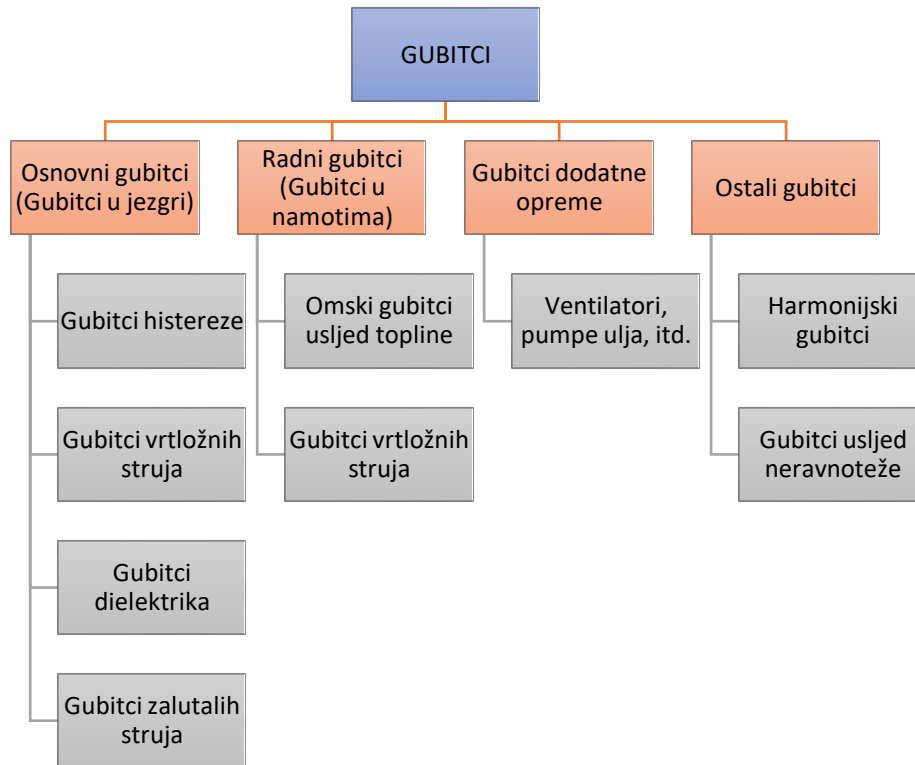 GUBITCI
Osnovni gubitci
(Gubitci u jezgri)
Radni gubitci
(Gubitci u
namotima)
Gubitci dodatne
opreme
Ostali gubitci
Gubitci histereze
Omski gubitci
usljed topline
Ventilatori,
pumpe ulja, itd.
Harmonijski
gubitci
Gubitci vrtložnih
struja
Gubitci vrtložnih
struja
Gubitci usljed
neravnoteže
Gubitci
dielektrika
Gubitci zalutalih
struja